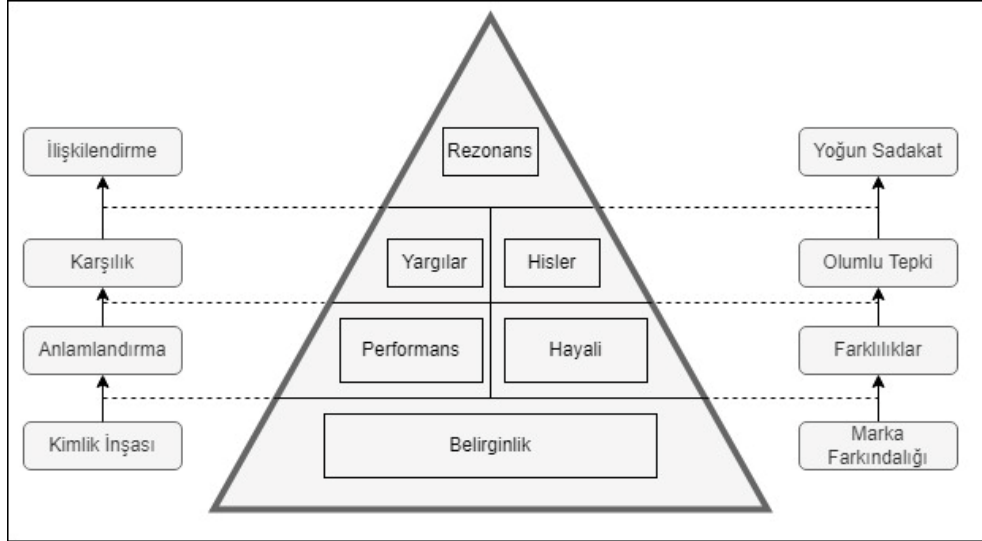 İlişkilendirme
Rezonans
Yoğun Sadakat
Karşılık
Yargılar
Hisler
Olumlu Tepki
Anlamlandırma
Performans
Hayali
Farklılıklar
Kimlik İnşası
Belirginlik
Marka
Farkındalığı